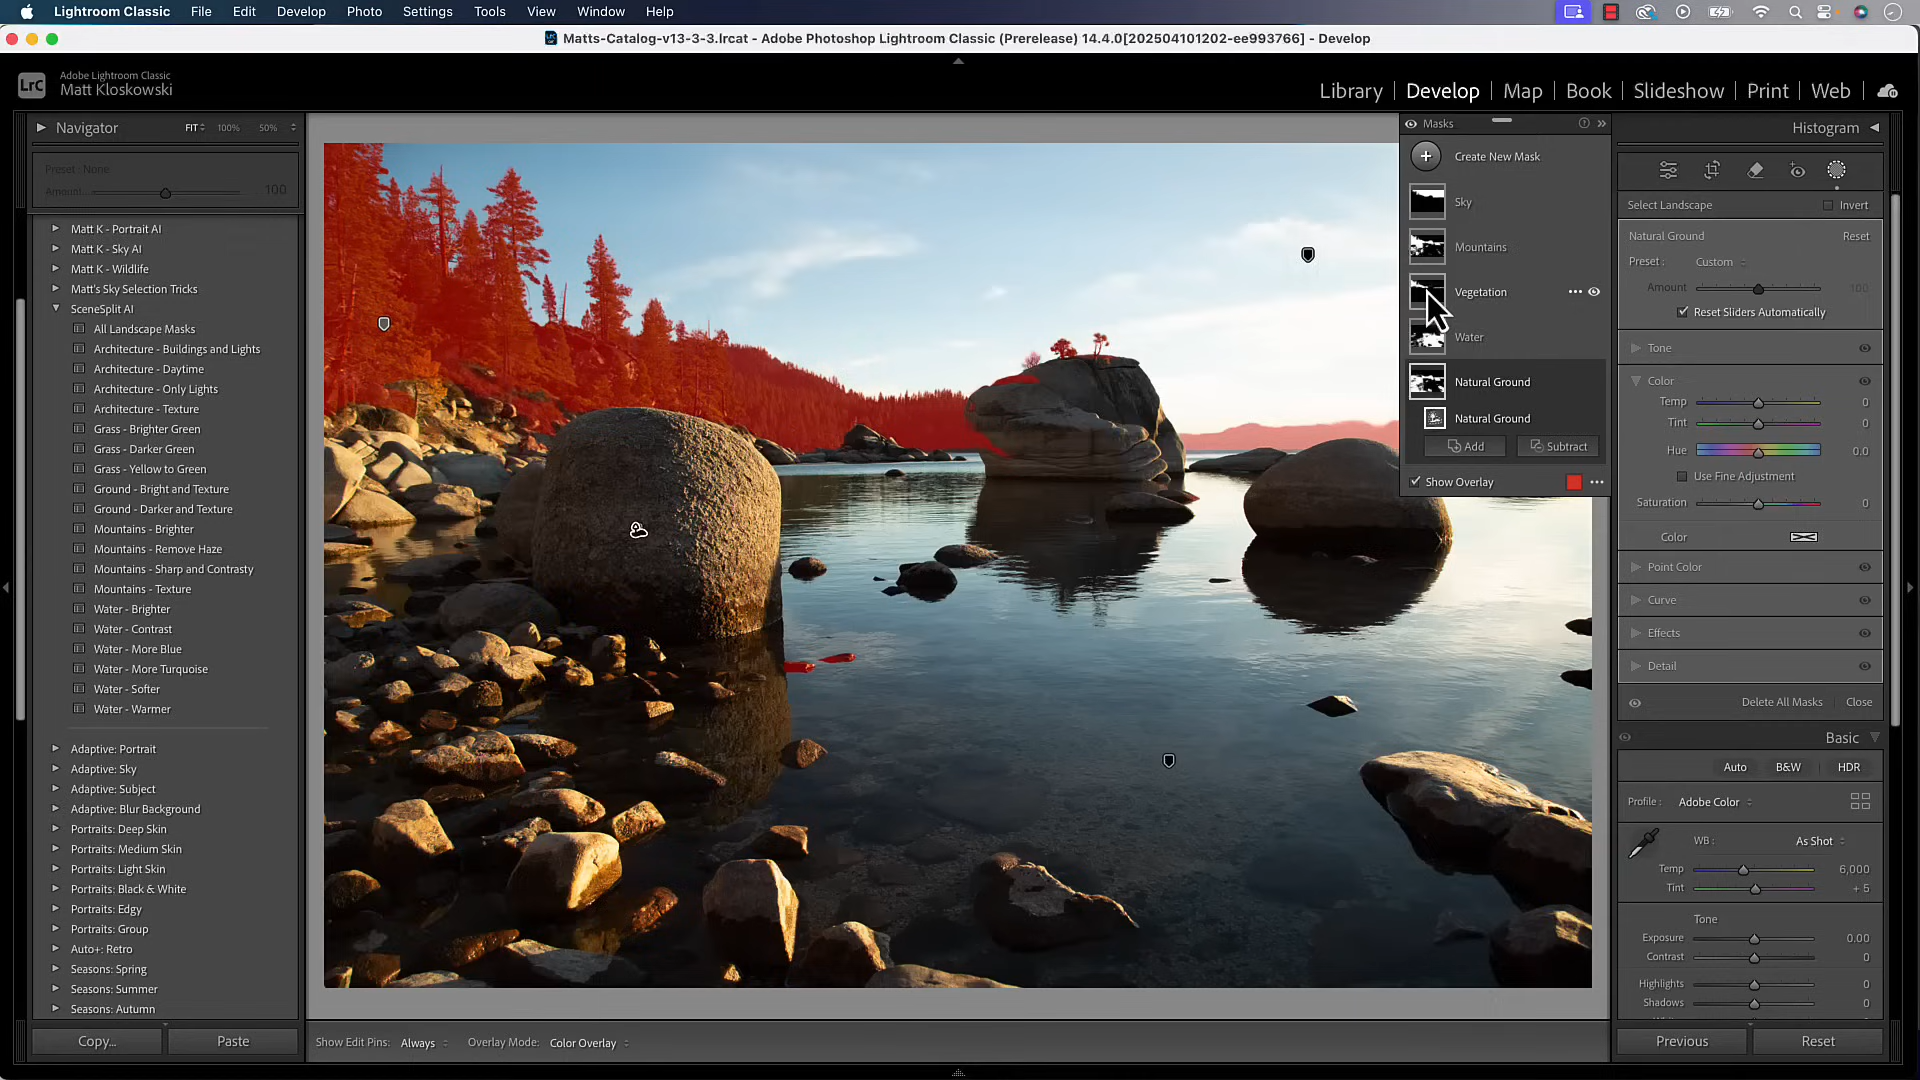 Lightroom Classic File Edit Develop Photo Settings Tools View Window Help
Matts-Catalog-v13-3-3.lrcat - Adobe Photoshop Lightroom Classic (Prerelease) 14.4.0[202504101202-ee993766] - Develop
LrC
Adobe Lightroom Classic
Matt Kloskowski
Library | Develop | Map | Book | Slideshow | Print | Web
Navigator FIT 100% 50%
Preset : None
Amount 100
Matt K - Portrait AI
Matt K - Sky AI
Matt K - Wildlife
Matt's Sky Selection Tricks
SceneSplit AI
All Landscape Masks
Architecture - Buildings and Lights
Architecture - Daytime
Architecture - Only Lights
Architecture - Texture
Grass - Brighter Green
Grass - Darker Green
Grass - Yellow to Green
Ground - Bright and Texture
Ground - Darker and Texture
Mountains - Brighter
Mountains - Remove Haze
Mountains - Sharp and Contrasty
Mountains - Texture
Water - Brighter
Water - Contrast
Water - More Blue
Water - More Turquoise
Water - Softer
Water - Warmer
Adaptive: Portrait
Adaptive: Sky
Adaptive: Subject
Adaptive: Blur Background
Portraits: Deep Skin
Portraits: Medium Skin
Portraits: Light Skin
Portraits: Black & White
Portraits: Edgy
Portraits: Group
Auto+: Retro
Seasons: Spring
Seasons: Summer
Seasons: Autumn
Copy... Paste
Show Edit Pins: Always Overlay Mode: Color Overlay
Masks
Create New Mask
Sky
Mountains
Vegetation
Water
Natural Ground
Natural Ground
Add Subtract
Show Overlay
Histogram
Select Landscape Invert
Natural Ground Reset
Preset : Custom
Amount 100
Reset Sliders Automatically
Tone
Color
Temp 0
Tint 0
Hue 0.0
Use Fine Adjustment
Saturation 0
Color
Point Color
Curve
Effects
Detail
Delete All Masks Close
Basic
Auto B&W HDR
Profile : Adobe Color
WB : As Shot
Temp 6,000
Tint + 5
Tone
Exposure 0.00
Contrast 0
Highlights 0
Shadows 0
Previous Reset